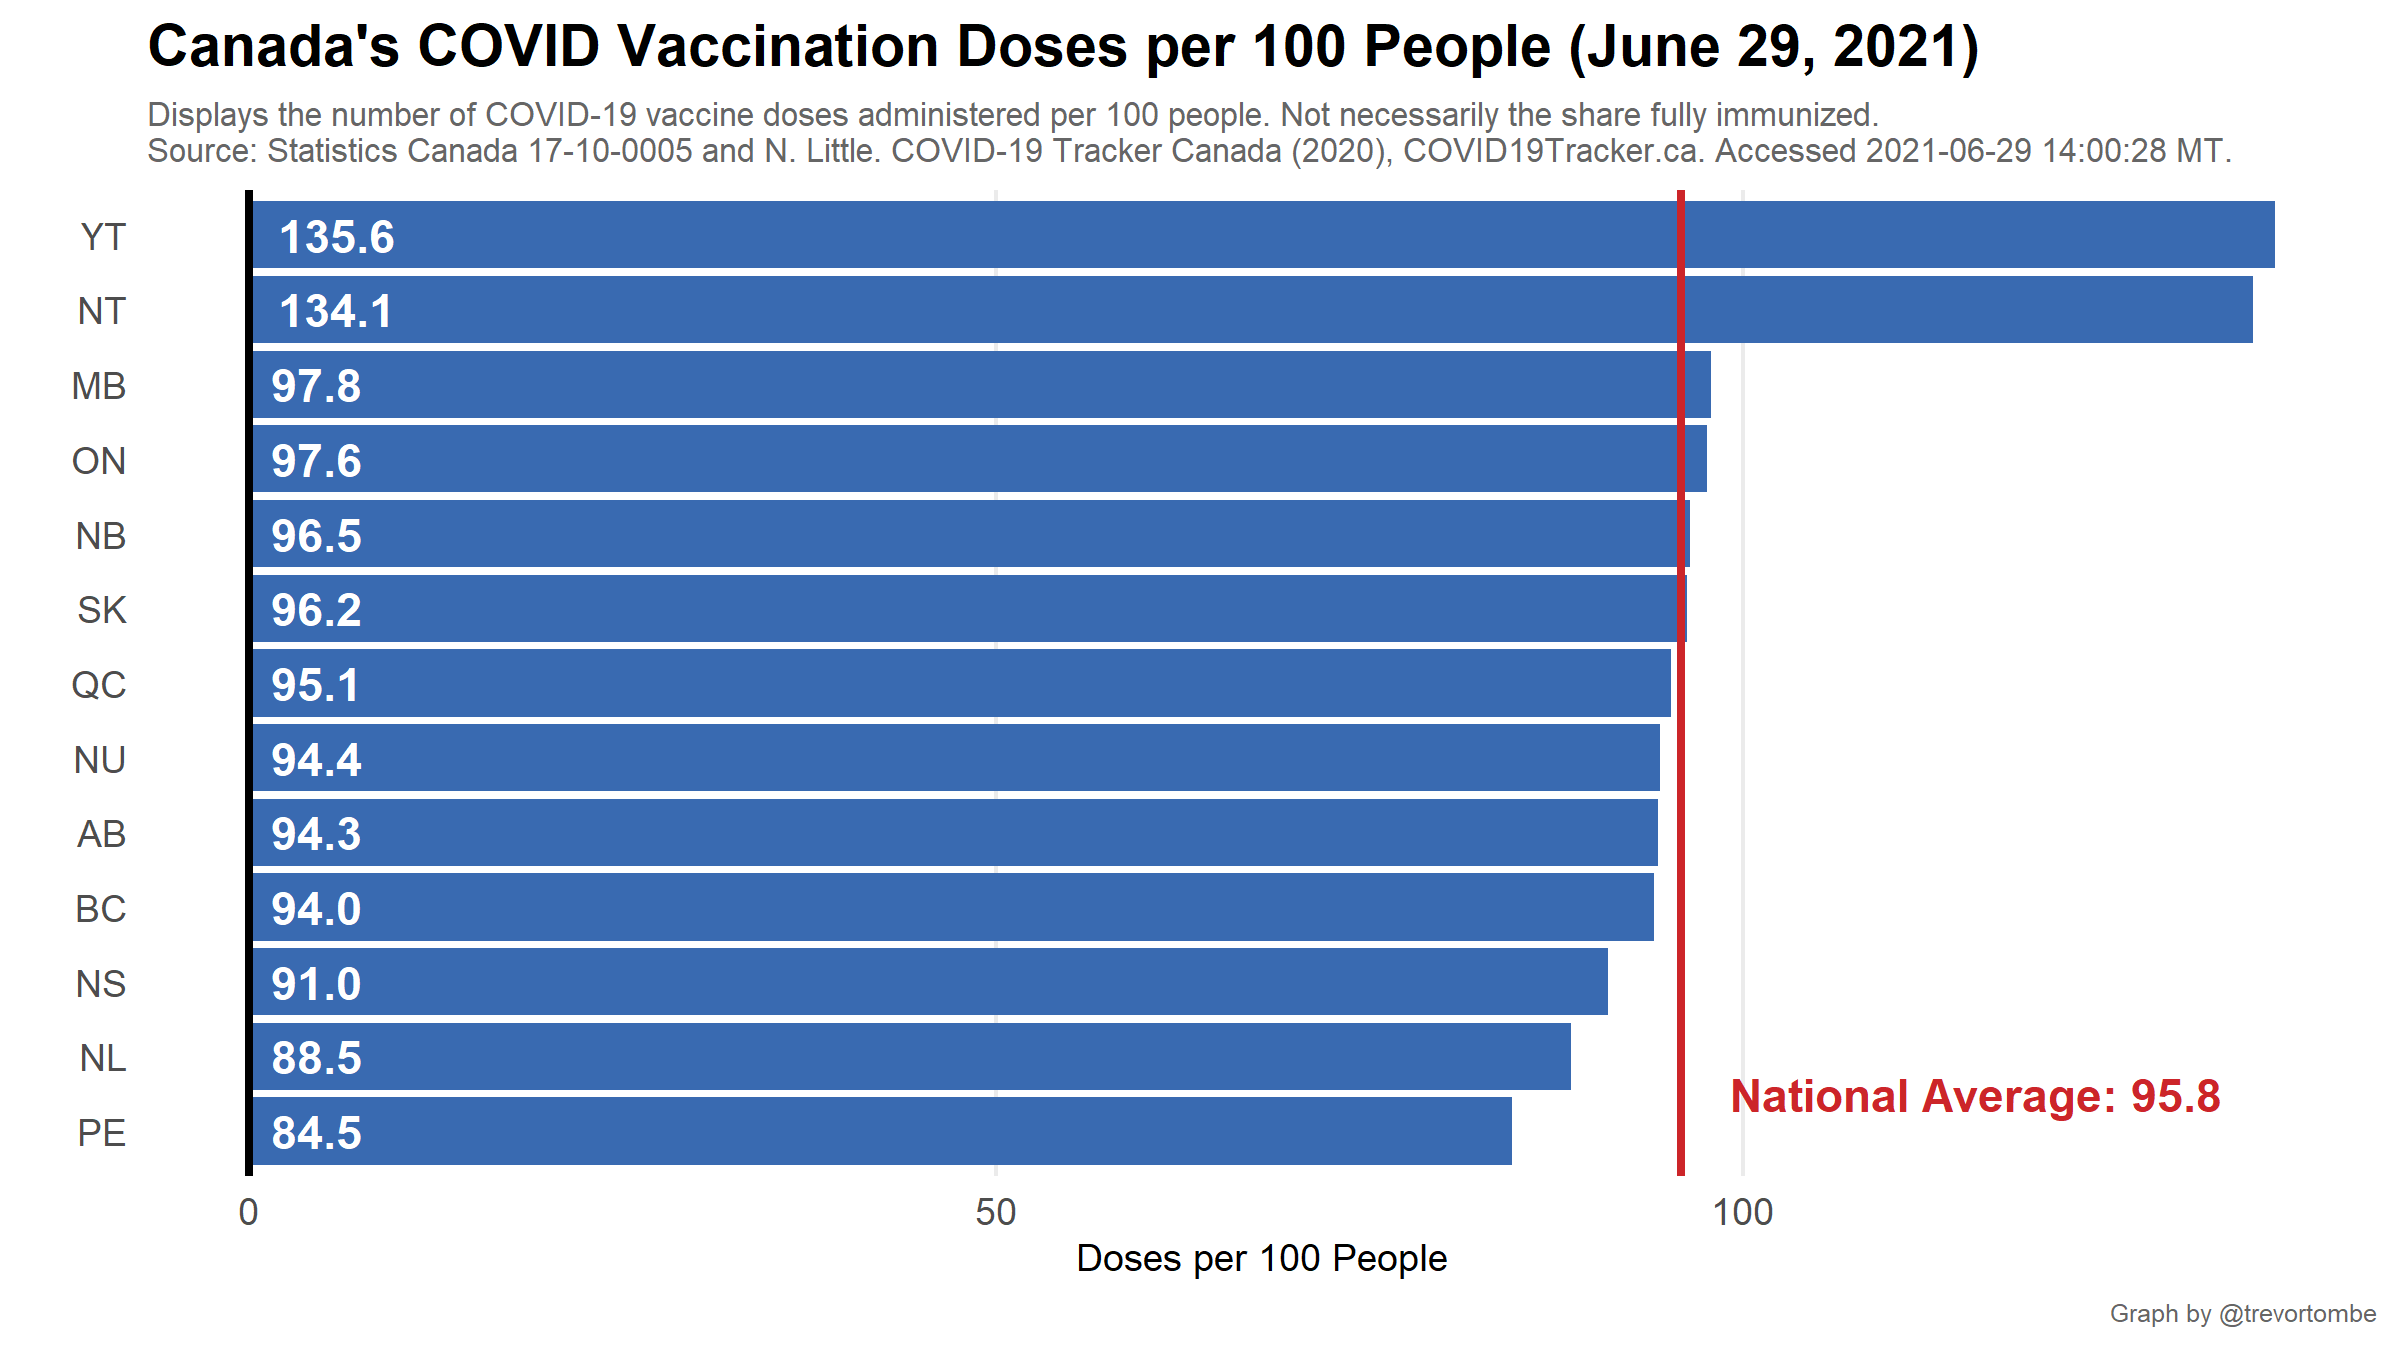 Canada's COVID Vaccination Doses per 100 People (June 29, 2021)
Displays the number of COVID-19 vaccine doses administered per 100 people. Not necessarily the share fully immunized.
Source: Statistics Canada 17-10-0005 and N. Little. COVID-19 Tracker Canada (2020), COVID19Tracker.ca. Accessed 2021-06-29 14:00:28 MT.
YT 135.6
NT 134.1
MB 97.8
ON 97.6
NB 96.5
SK 96.2
QC 95.1
NU 94.4
AB 94.3
BC 94.0
NS 91.0
NL 88.5
National Average: 95.8
PE 84.5
0 50 100
Doses per 100 People
Graph by @trevortombe